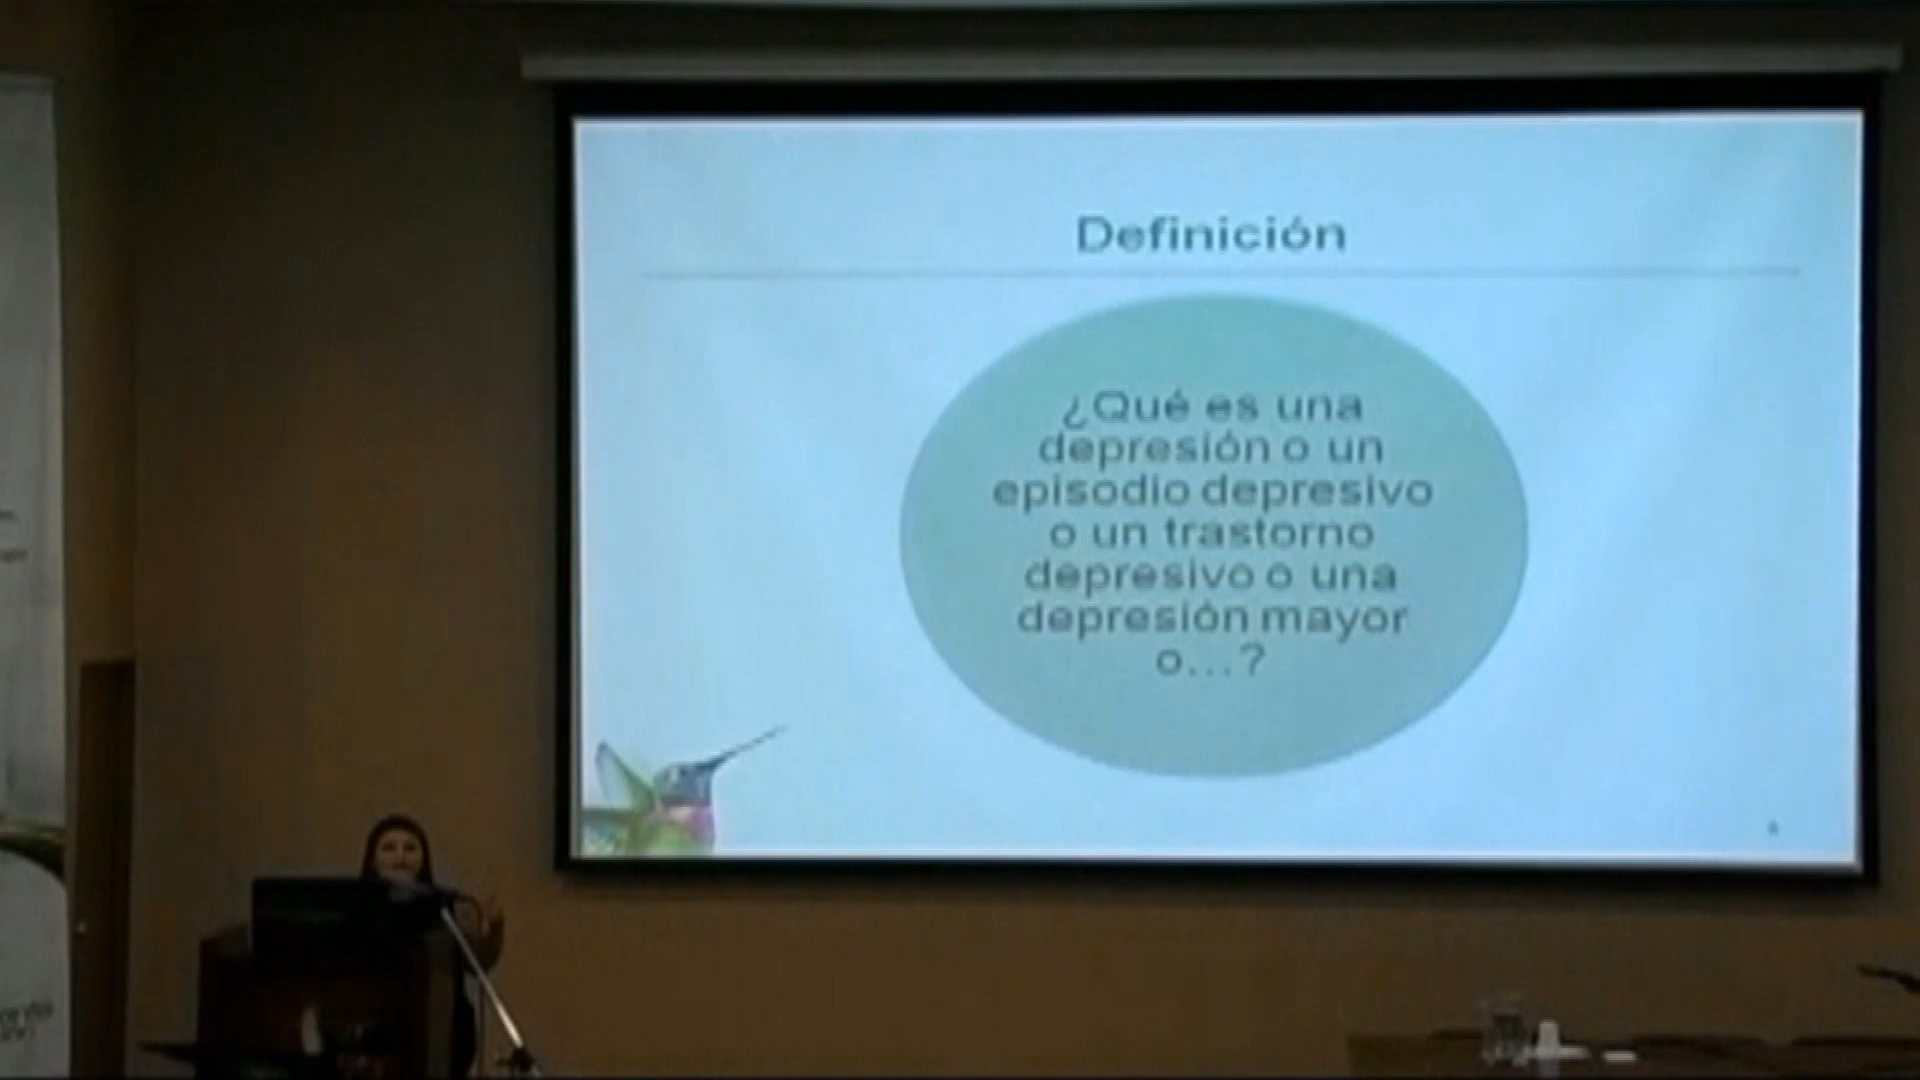 Definición
¿Qué es una
depresión o un
episodio depresivo
o un trastorno
depresivo o una
depresión mayor
o...?